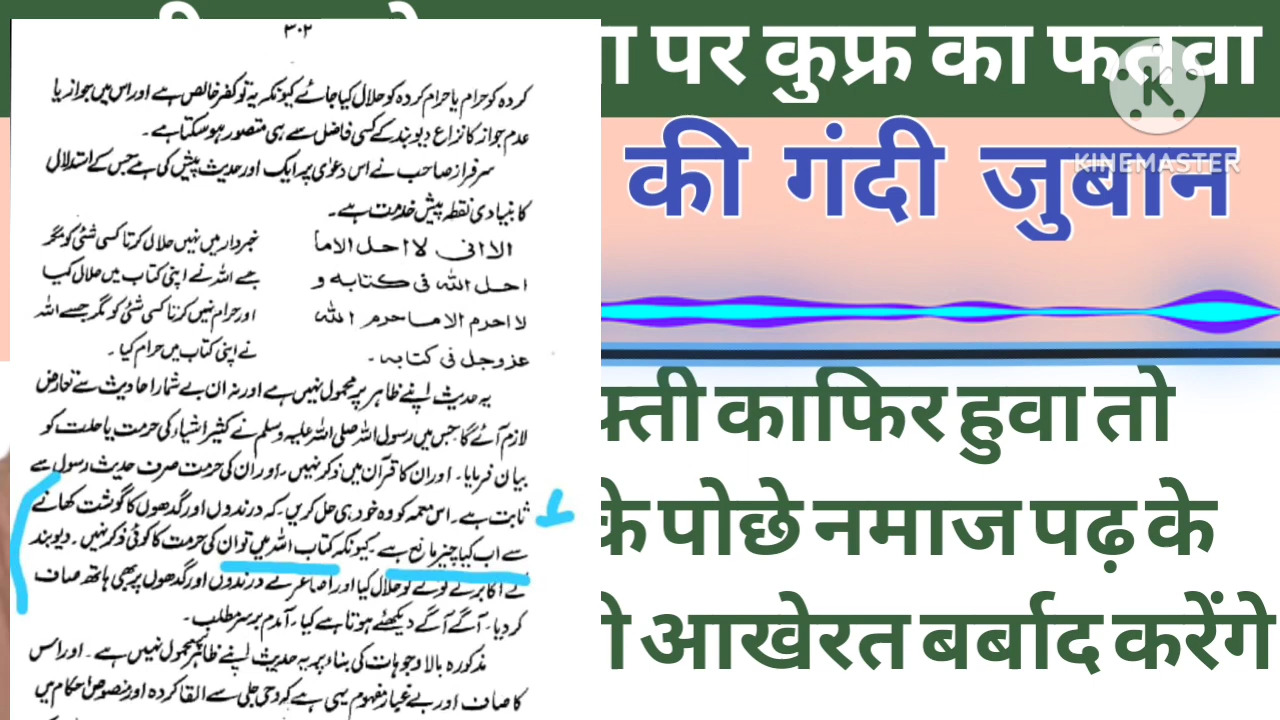 ۳۰۲
کردہ کو حرام یا حرام کردہ کو حلال کیا جائے کیونکہ یہ تو کفر خالص ہے اور اس میں جواز یا
عدم جواز کا نزاع دیوبند کے کسی فاضل سے ہی متصور ہو سکتا ہے۔
سرفراز صاحب نے اس دعوٰی پر ایک اور حدیث پیش کی ہے جس کے استدلال
کا بنیادی نقطہ پیش خدمت ہے۔
الا انی لا احل الا ما
احل اللہ فی کتابہ و
لا احرم الا ما حرم اللہ
عزوجل فی کتابہ۔
خبردار میں نہیں حلال کرتا کسی شئی کو مگر
جسے اللہ نے اپنی کتاب میں حلال کیا
اور حرام نہیں کرتا کسی شئی کو مگر جسے اللہ
نے اپنی کتاب میں حرام کیا۔
یہ حدیث اپنے ظاہر پر محمول نہیں ہے اور نہ ان بے شمار احادیث سے تعارض
لازم آئے گا جس میں رسول اللہ صلی اللہ علیہ وسلم نے کثیر اشیاء کی حرمت یا حلت کو
بیان فرمایا۔ اور ان کا قرآن میں ذکر نہیں۔ اور ان کی حرمت صرف حدیث رسول سے
ثابت ہے۔ اس معمہ کو وہ خود ہی حل کریں۔ کہ درندوں اور گدھوں کا گوشت کھانے
سے اب کیا چیز مانع ہے۔ کیونکہ کتاب اللہ میں تو ان کی حرمت کا کوئی ذکر نہیں۔ دیوبند
کے اکابر نے کوے کو حلال کیا اور اصاغر نے درندوں اور گدھوں پر بھی ہاتھ صاف
کر دیا۔ آگے آگے دیکھئے ہوتا ہے کیا۔ آمدم برسر مطلب۔
مذکورہ بالا وجوہات کی بناء پر یہ حدیث اپنے ظاہر پر محمول نہیں ہے۔ اور اس
کا صاف اور بے غبار مفہوم یہی ہے کہ وحی جلی سے القا کردہ اور منصوص احکام میں
पर कुफ्र का फतवा
की गंदी जुबान
काफिर हुवा तो
के पोछे नमाज पढ़ के
आखेरत बर्बाद करेंगे
K
KINEMASTER